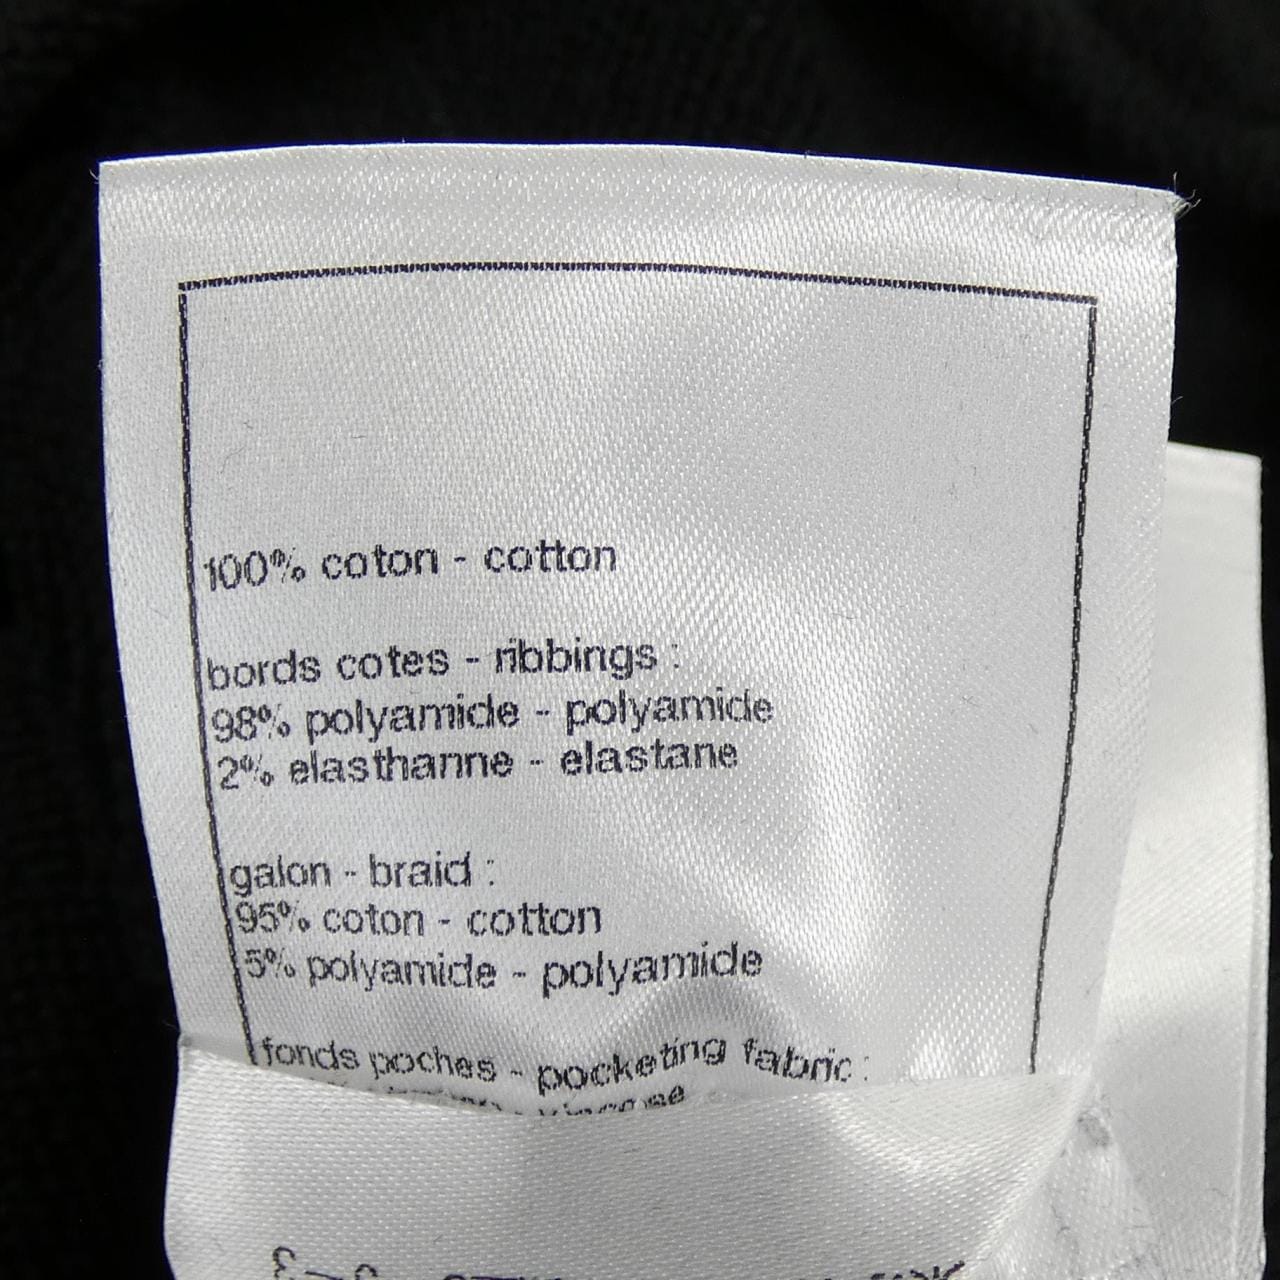 100% coton - cotton
bords cotes - ribbings :
98% polyamide - polyamide
2% elasthanne - elastane
galon - braid :
95% coton - cotton
5% polyamide - polyamide
fonds poches - pocketing fabric :
- viscose